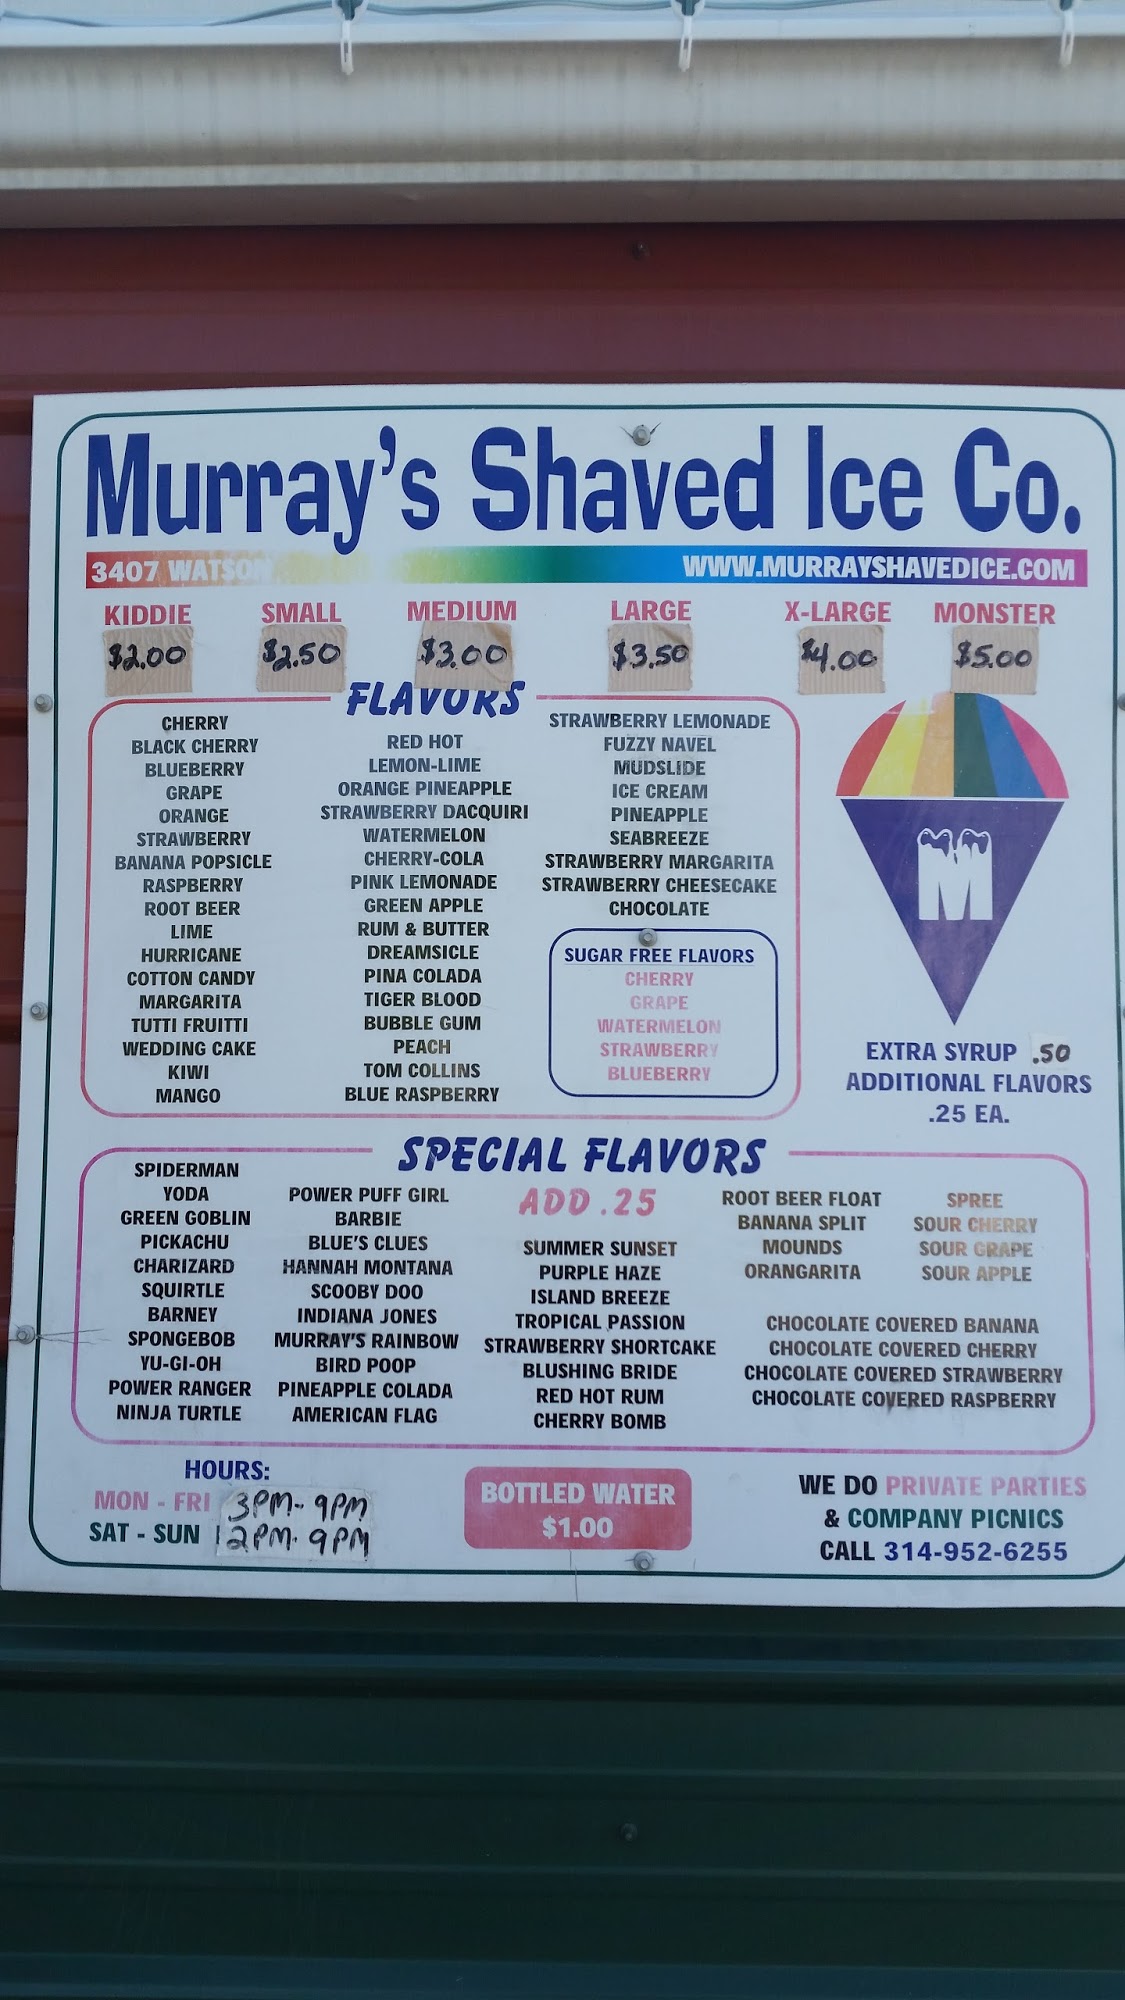 Murray's Shaved Ice Co.
3407 WATSON
WWW.MURRAYSHAVEDICE.COM
KIDDIE SMALL MEDIUM LARGE X-LARGE MONSTER
$2.00 $2.50 $3.00 $3.50 $4.00 $5.00
FLAVORS
CHERRY
BLACK CHERRY
BLUEBERRY
GRAPE
ORANGE
STRAWBERRY
BANANA POPSICLE
RASPBERRY
ROOT BEER
LIME
HURRICANE
COTTON CANDY
MARGARITA
TUTTI FRUITTI
WEDDING CAKE
KIWI
MANGO
RED HOT
LEMON-LIME
ORANGE PINEAPPLE
STRAWBERRY DACQUIRI
WATERMELON
CHERRY-COLA
PINK LEMONADE
GREEN APPLE
RUM & BUTTER
DREAMSICLE
PINA COLADA
TIGER BLOOD
BUBBLE GUM
PEACH
TOM COLLINS
BLUE RASPBERRY
STRAWBERRY LEMONADE
FUZZY NAVEL
MUDSLIDE
ICE CREAM
PINEAPPLE
SEABREEZE
STRAWBERRY MARGARITA
STRAWBERRY CHEESECAKE
CHOCOLATE
SUGAR FREE FLAVORS
CHERRY
GRAPE
WATERMELON
STRAWBERRY
BLUEBERRY
M
EXTRA SYRUP .50
ADDITIONAL FLAVORS
.25 EA.
SPECIAL FLAVORS
ADD .25
SPIDERMAN
YODA
GREEN GOBLIN
PICKACHU
CHARIZARD
SQUIRTLE
BARNEY
SPONGEBOB
YU-GI-OH
POWER RANGER
NINJA TURTLE
POWER PUFF GIRL
BARBIE
BLUE'S CLUES
HANNAH MONTANA
SCOOBY DOO
INDIANA JONES
MURRAY'S RAINBOW
BIRD POOP
PINEAPPLE COLADA
AMERICAN FLAG
SUMMER SUNSET
PURPLE HAZE
ISLAND BREEZE
TROPICAL PASSION
STRAWBERRY SHORTCAKE
BLUSHING BRIDE
RED HOT RUM
CHERRY BOMB
ROOT BEER FLOAT
BANANA SPLIT
MOUNDS
ORANGARITA
SPREE
SOUR CHERRY
SOUR GRAPE
SOUR APPLE
CHOCOLATE COVERED BANANA
CHOCOLATE COVERED CHERRY
CHOCOLATE COVERED STRAWBERRY
CHOCOLATE COVERED RASPBERRY
HOURS:
MON - FRI 3PM-9PM
SAT - SUN 12PM-9PM
BOTTLED WATER
$1.00
WE DO PRIVATE PARTIES
& COMPANY PICNICS
CALL 314-952-6255